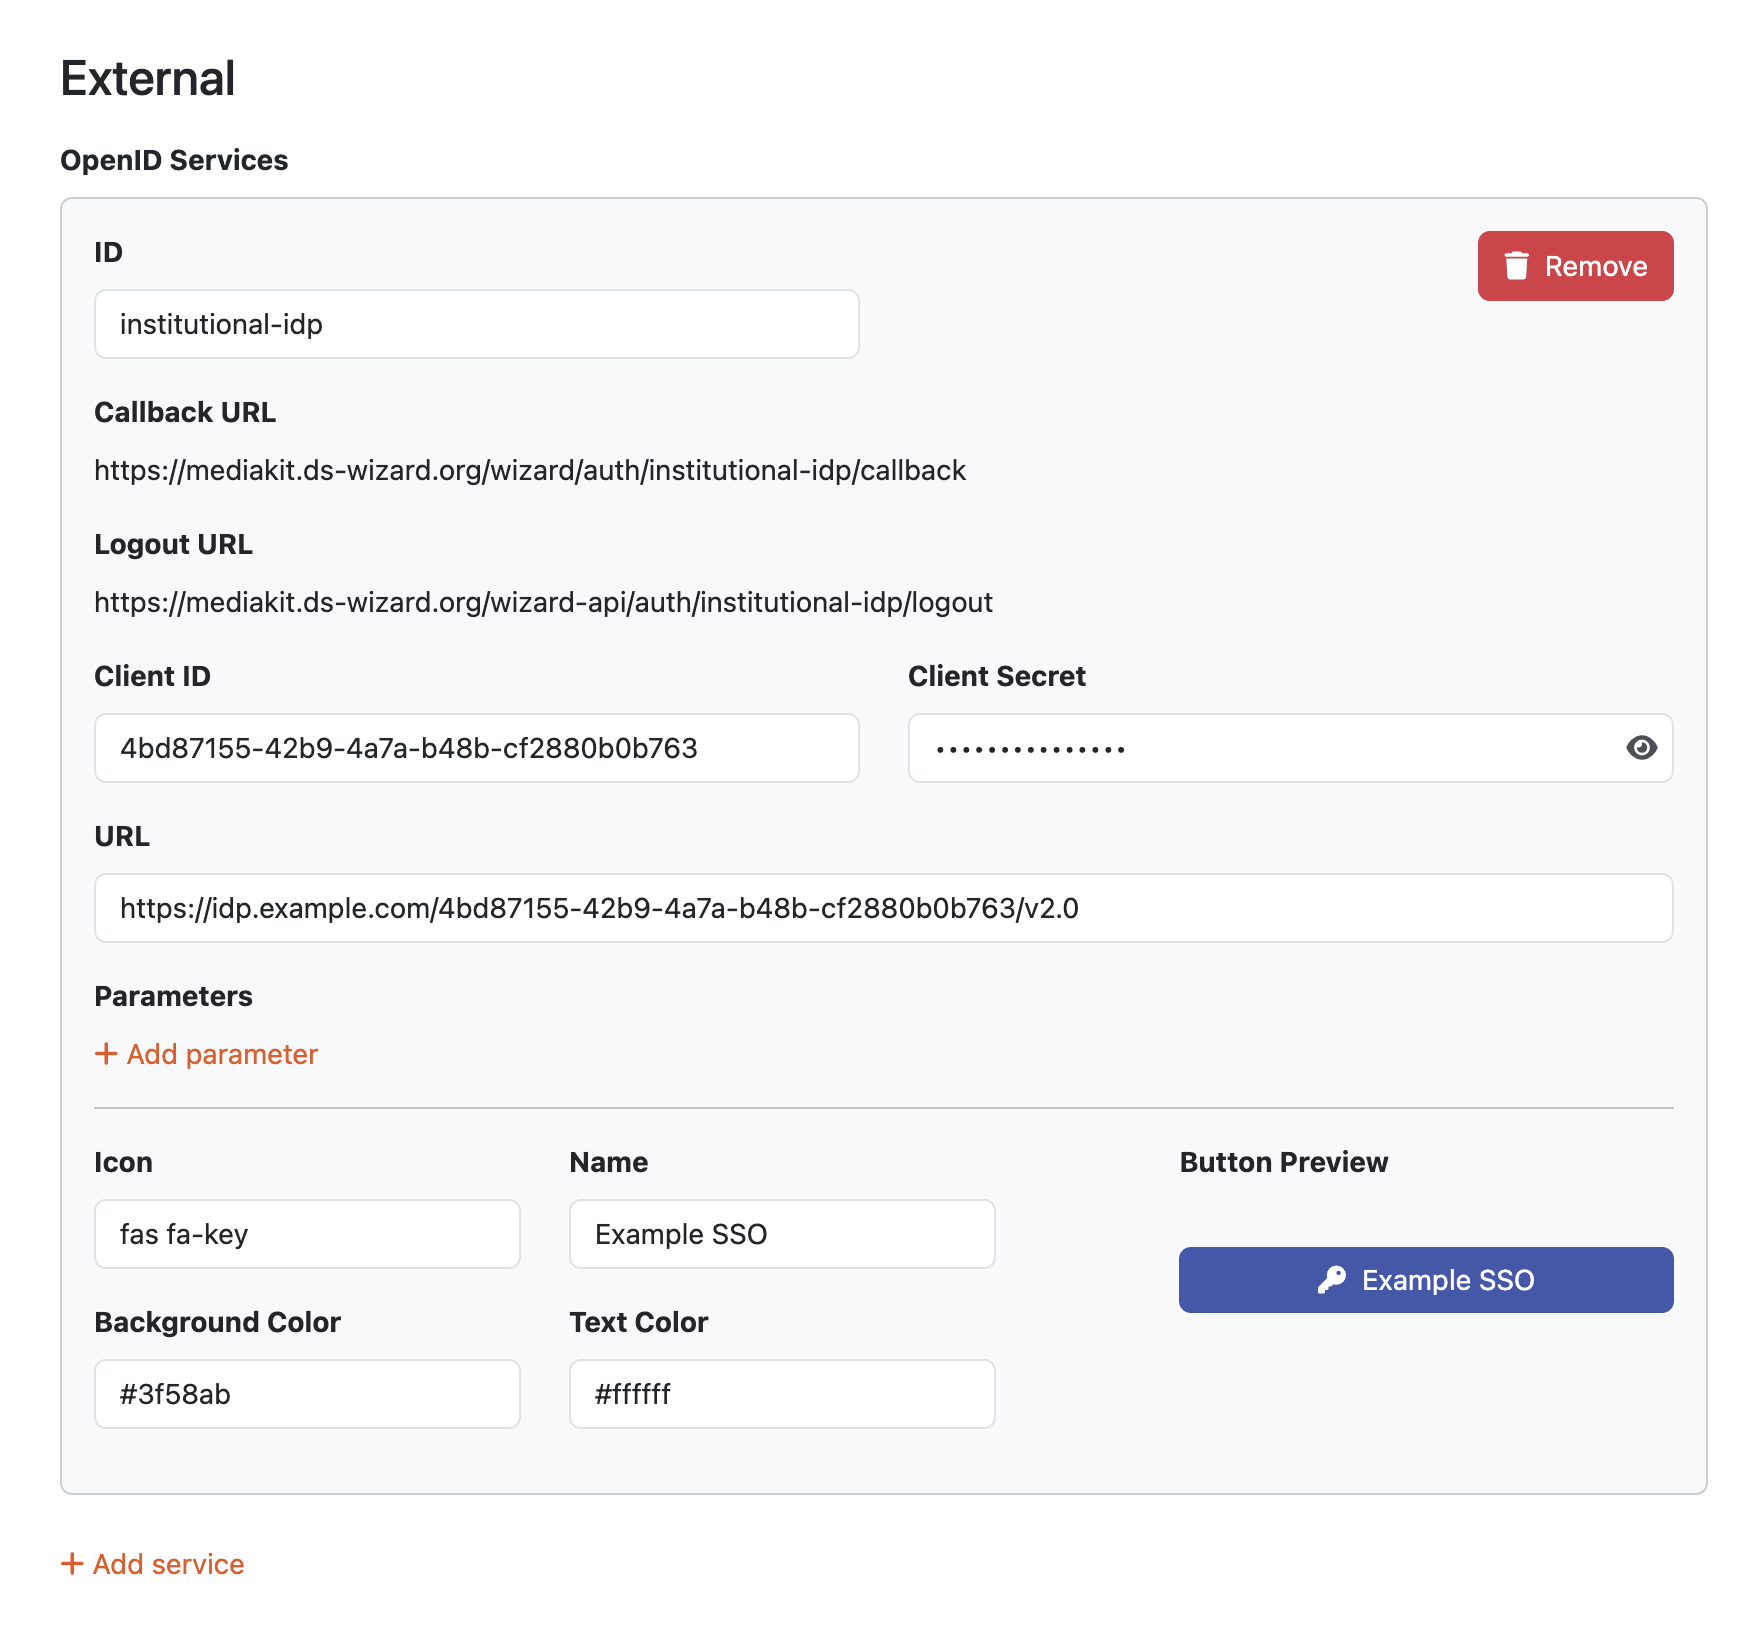 External
OpenID Services
ID
Remove
institutional-idp
Callback URL
https://mediakit.ds-wizard.org/wizard/auth/institutional-idp/callback
Logout URL
https://mediakit.ds-wizard.org/wizard-api/auth/institutional-idp/logout
Client ID
Client Secret
4bd87155-42b9-4a7a-b48b-cf2880b0b763
•••••••••••••••
URL
https://idp.example.com/4bd87155-42b9-4a7a-b48b-cf2880b0b763/v2.0
Parameters
+ Add parameter
Icon
Name
Button Preview
fas fa-key
Example SSO
Example SSO
Background Color
Text Color
#3f58ab
#ffffff
+ Add service